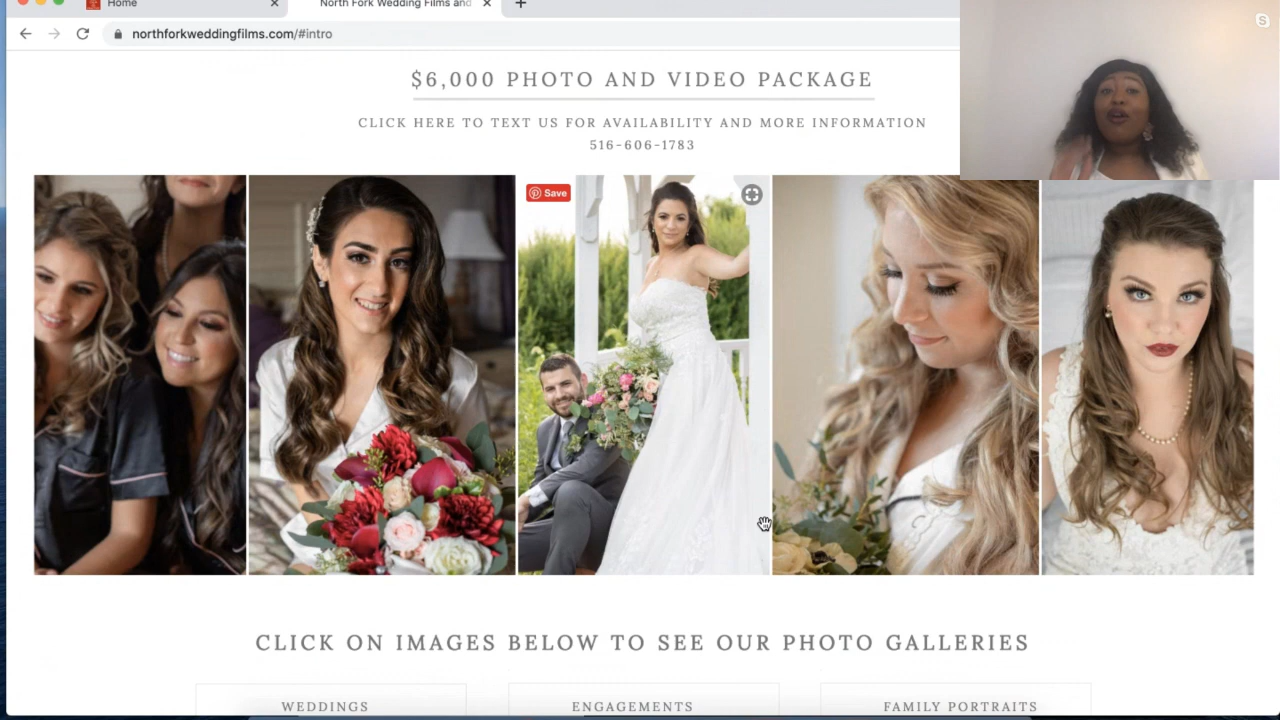 Home
North Fork Wedding Films and
northforkweddingfilms.com/#intro
$6,000 PHOTO AND VIDEO PACKAGE
CLICK HERE TO TEXT US FOR AVAILABILITY AND MORE INFORMATION
516-606-1783
Save
CLICK ON IMAGES BELOW TO SEE OUR PHOTO GALLERIES
WEDDINGS
ENGAGEMENTS
FAMILY PORTRAITS